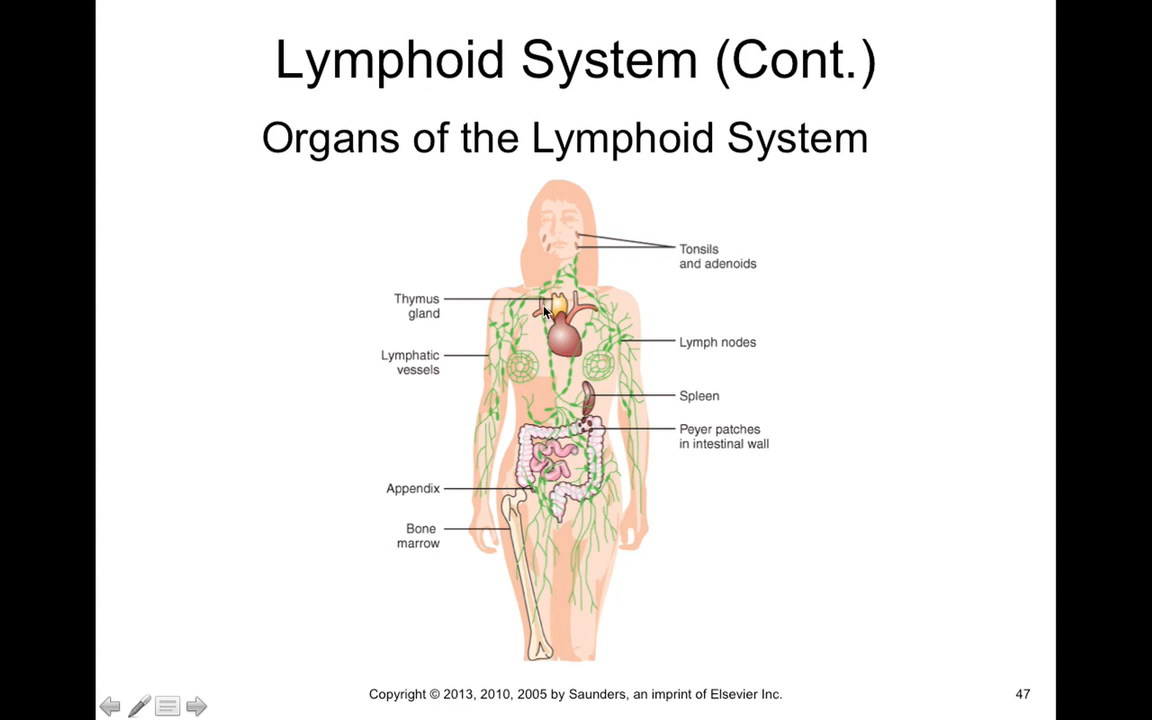 Lymphoid System (Cont.)
Organs of the Lymphoid System
Tonsils
and adenoids
Thymus
gland
Lymph nodes
Lymphatic
vessels
Spleen
Peyer patches
in intestinal wall
Appendix
Bone
marrow
Copyright © 2013, 2010, 2005 by Saunders, an imprint of Elsevier Inc.
47